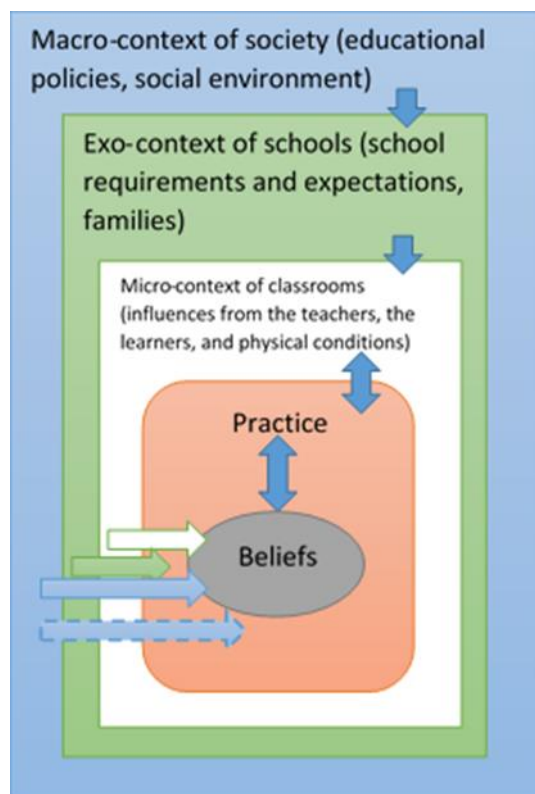 Macro-context of society (educational
policies, social environment)
Exo-context of schools (school
requirements and expectations,
families)
Micro-context of classrooms
(influences from the teachers, the
learners, and physical conditions)
Practice
Beliefs